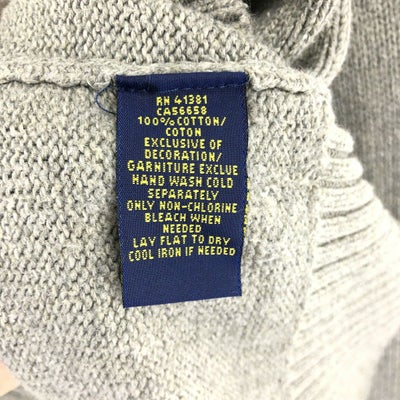 RN 41381
CA56658
100% COTTON/
COTON
EXCLUSIVE OF
DECORATION/
GARNITURE EXCLUE
HAND WASH COLD
SEPARATELY
ONLY NON-CHLORINE
BLEACH WHEN
NEEDED
LAY FLAT TO DRY
COOL IRON IF NEEDED